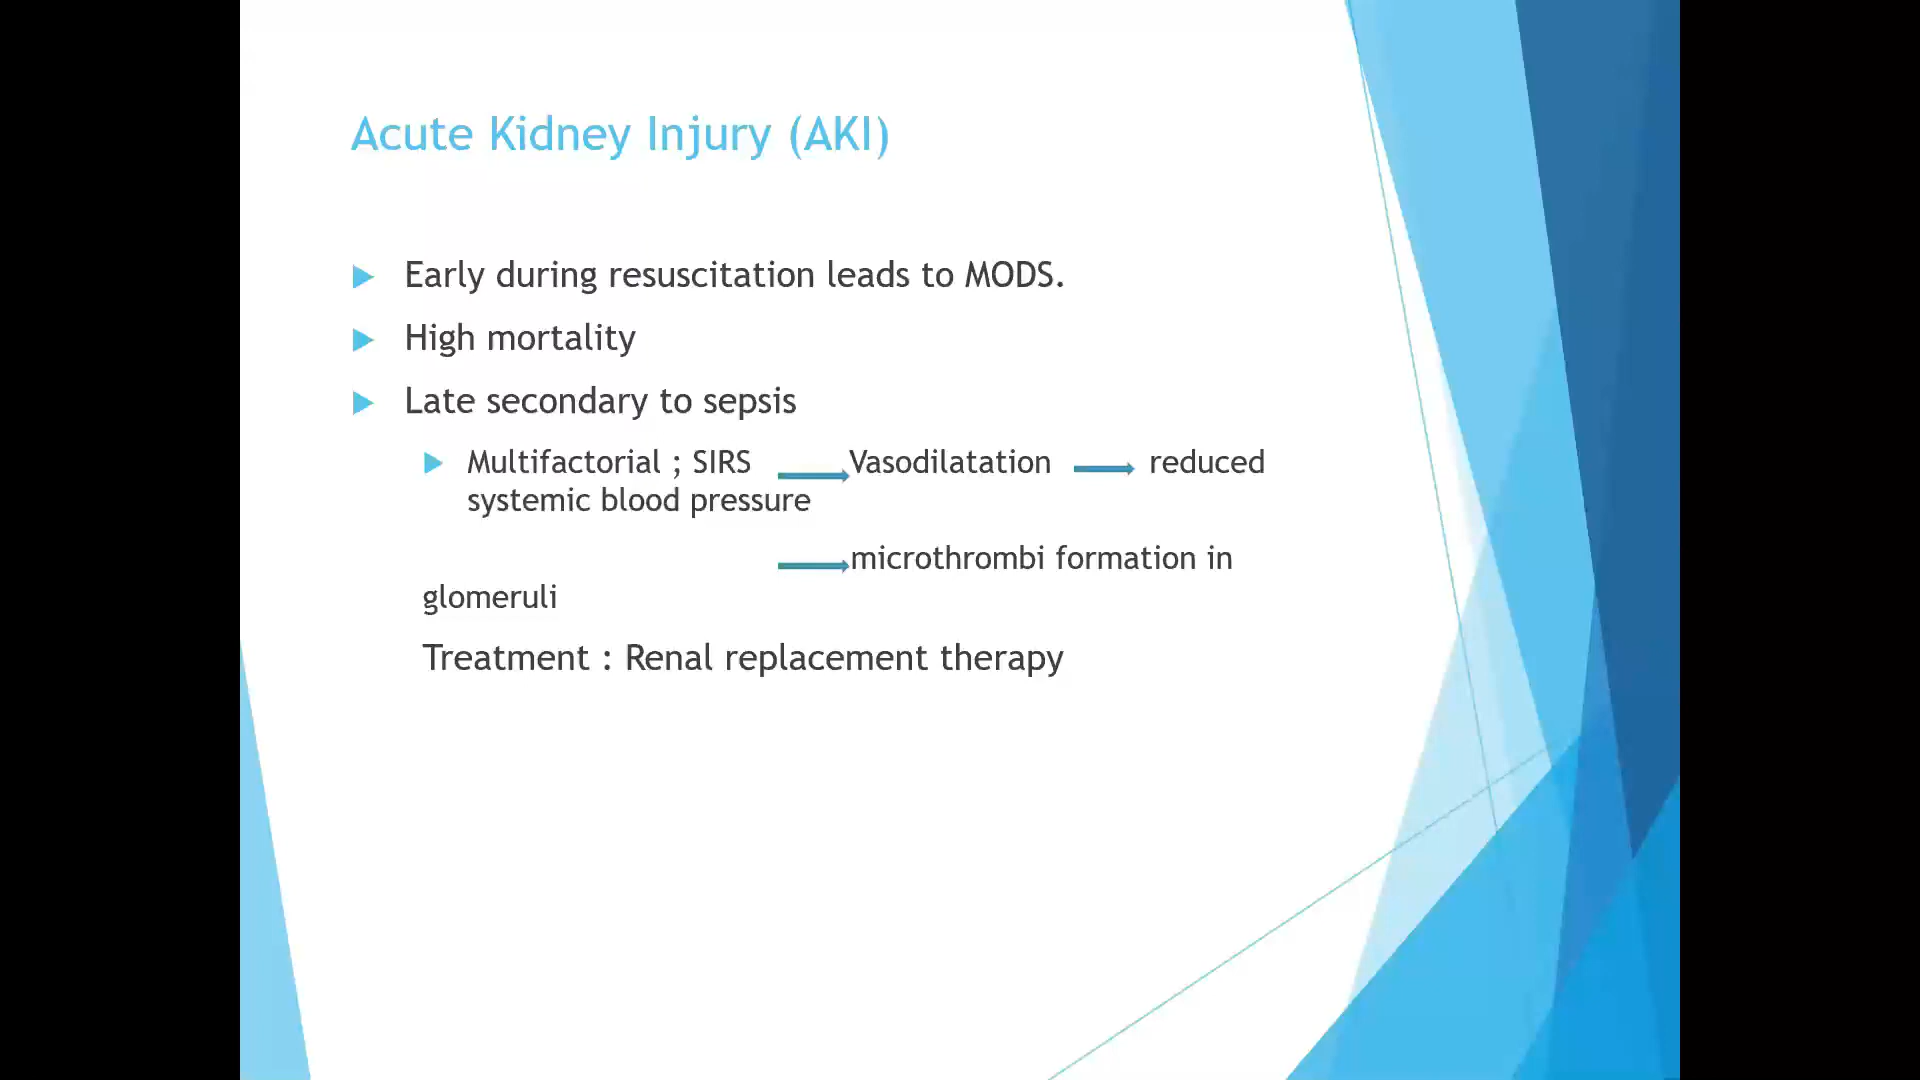 Acute Kidney Injury (AKI)
Early during resuscitation leads to MODS.
High mortality
Late secondary to sepsis
Multifactorial ; SIRS Vasodilatation reduced
systemic blood pressure
microthrombi formation in
glomeruli
Treatment : Renal replacement therapy